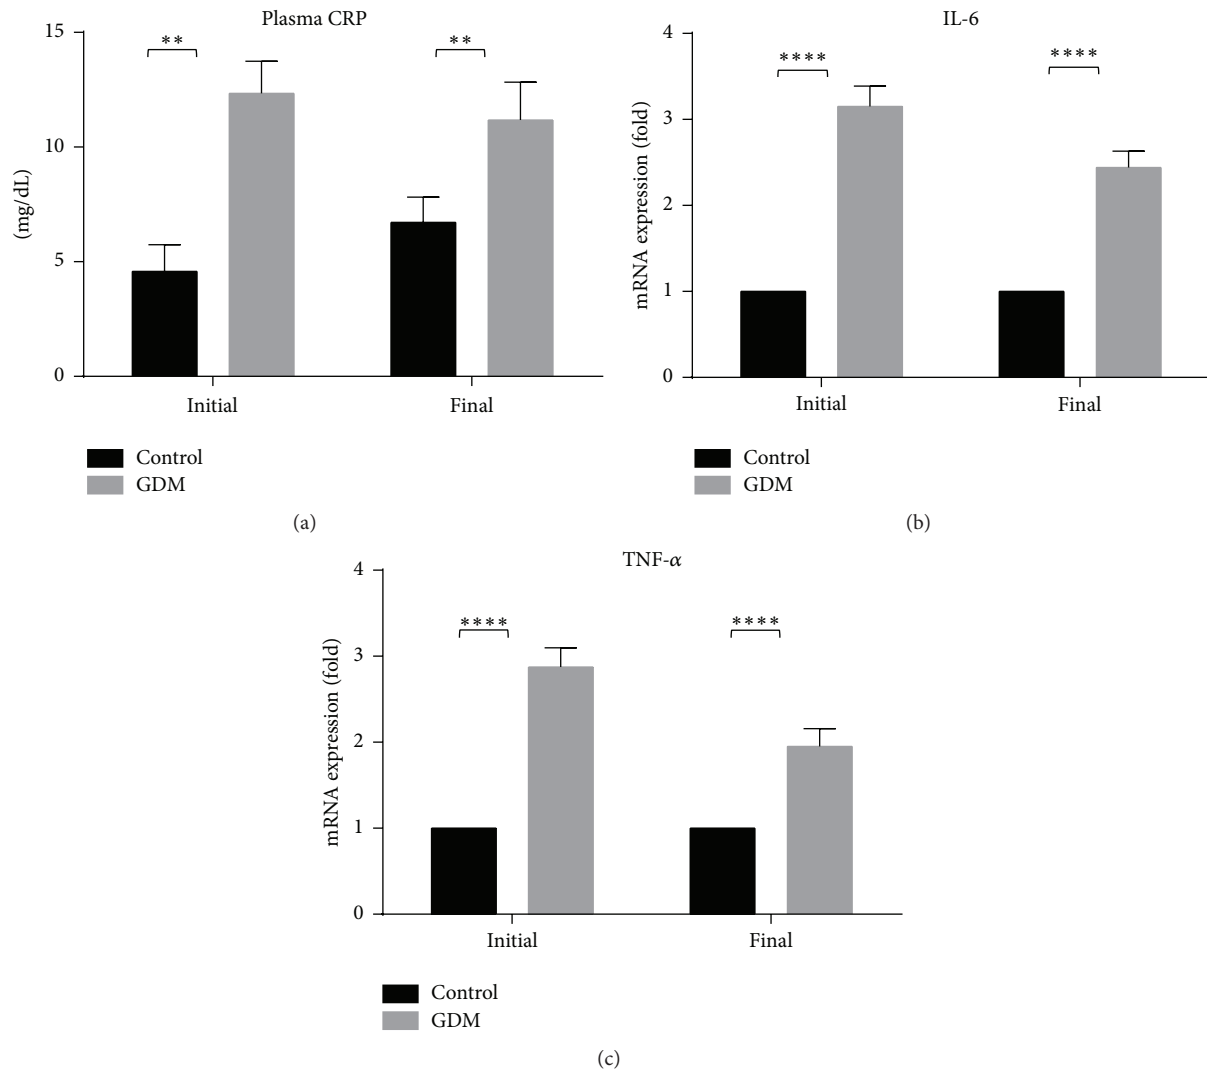 Plasma CRP
15
10
5
0
(mg/dL)
**
**
Initial
Final
Control
GDM
(a)
IL-6
4
3
2
1
0
mRNA expression (fold)
****
****
Initial
Final
Control
GDM
(b)
TNF-α
4
3
2
1
0
mRNA expression (fold)
****
****
Initial
Final
Control
GDM
(c)